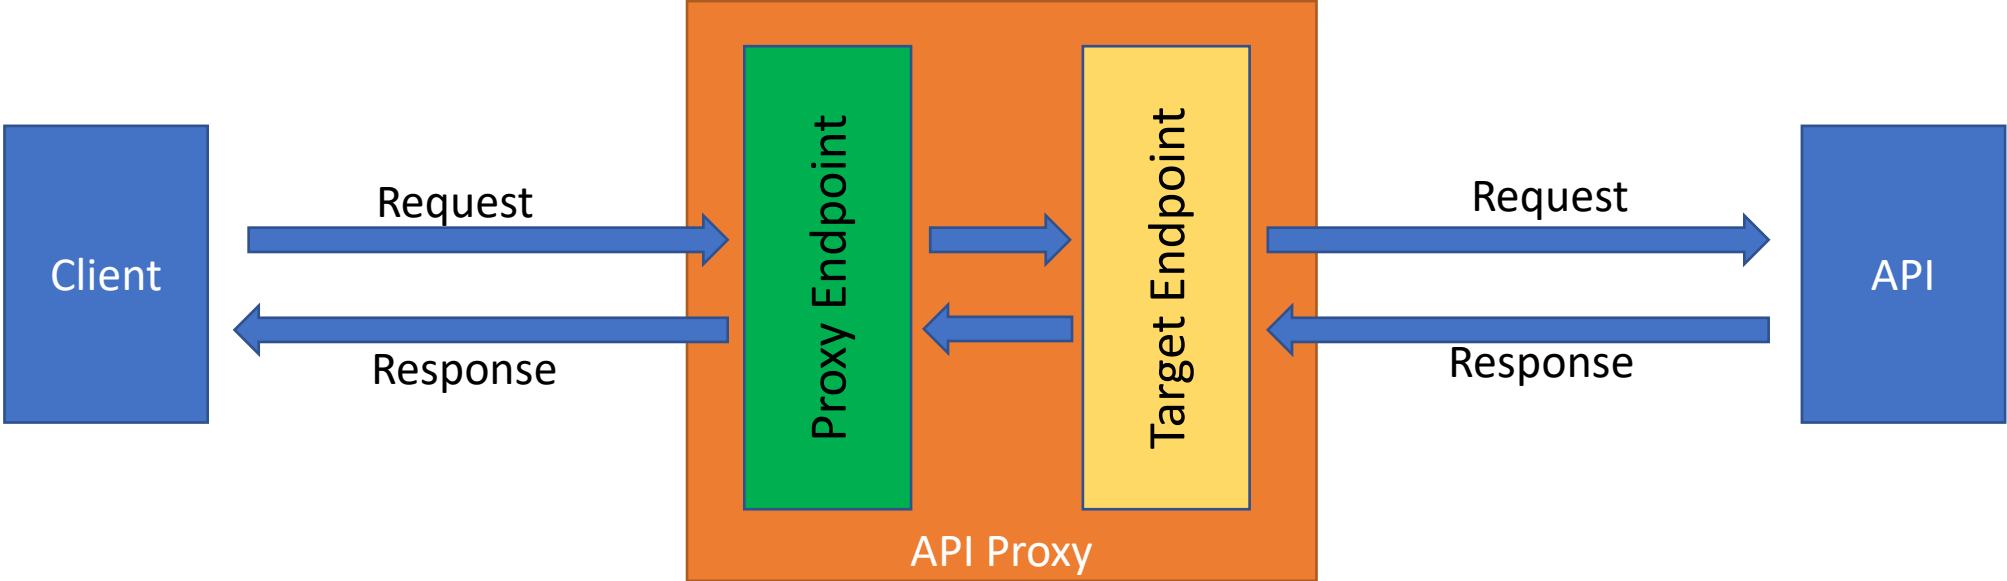 Client
Request
Response
Proxy Endpoint
Target Endpoint
API Proxy
Request
Response
API